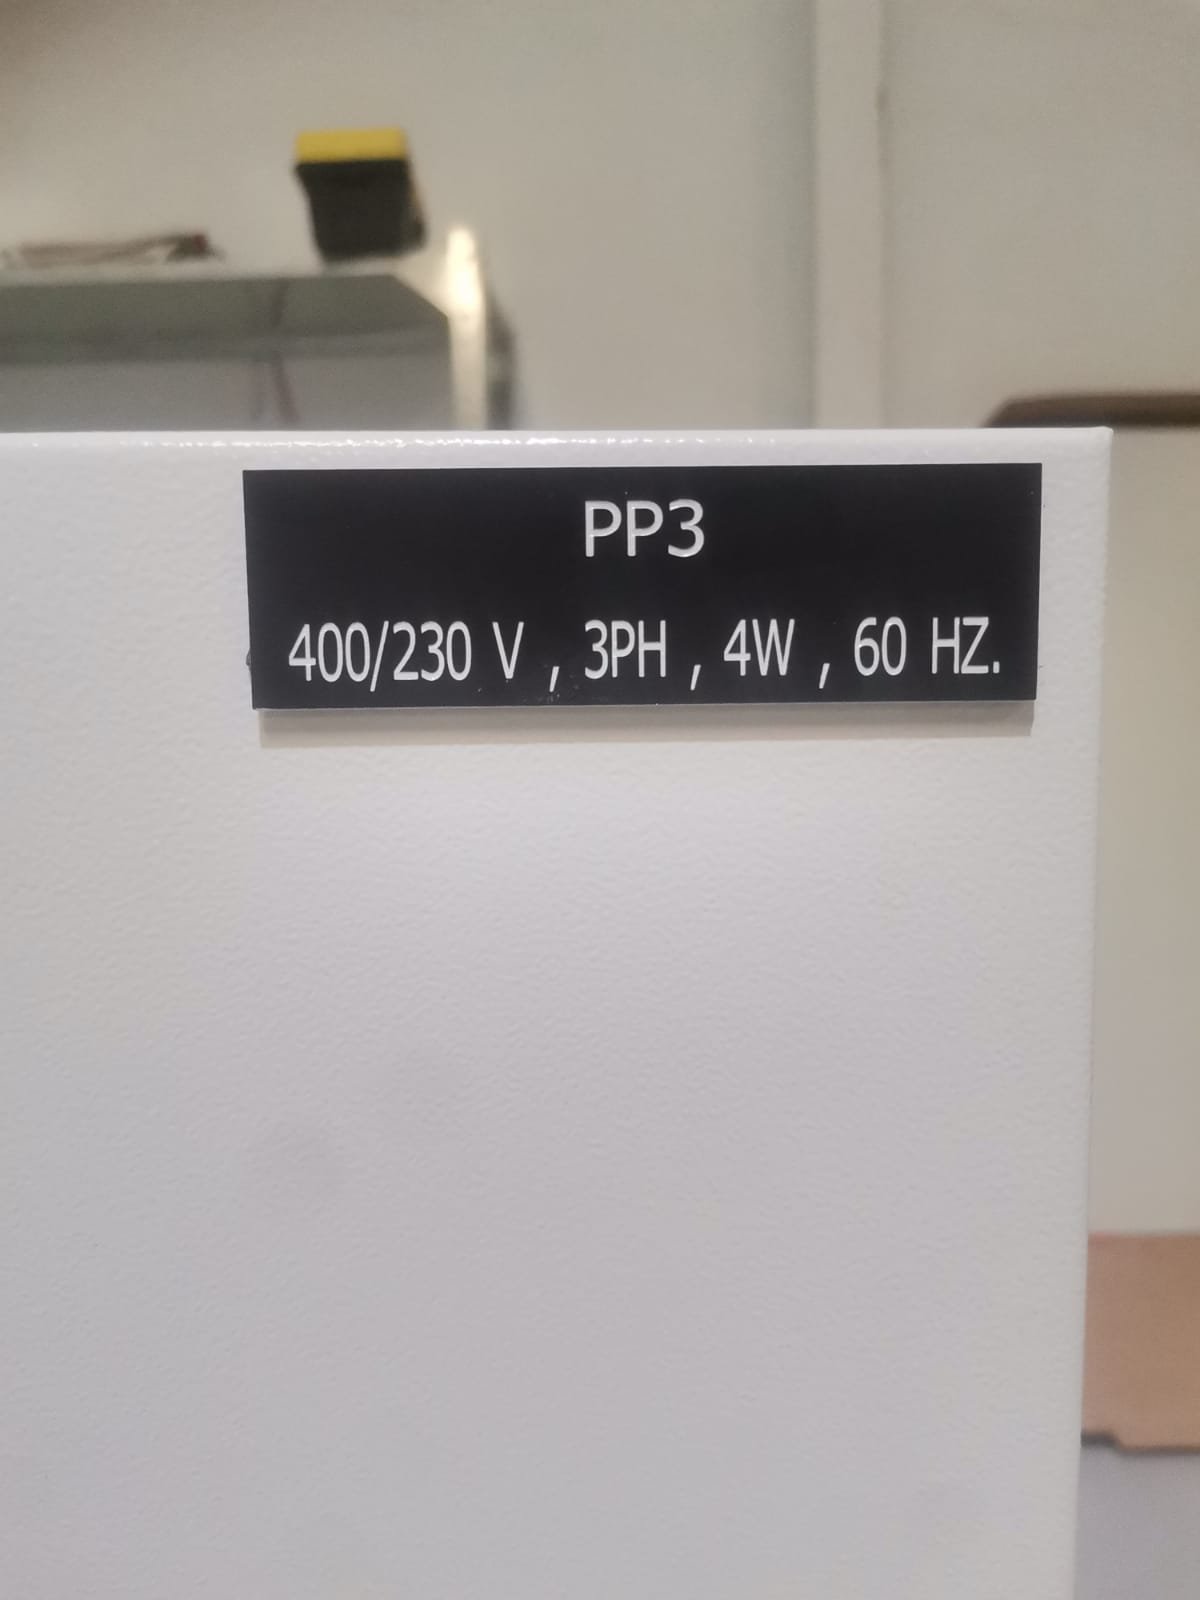 PP3
400/230 V , 3PH , 4W , 60 HZ.